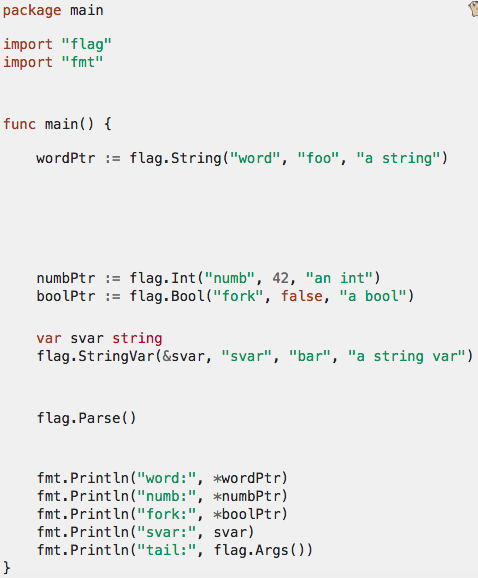 package main
import "flag"
import "fmt"
func main() {
wordPtr := flag.String("word", "foo", "a string")
numbPtr := flag.Int("numb", 42, "an int")
boolPtr := flag.Bool("fork", false, "a bool")
var svar string
flag.StringVar(&svar, "svar", "bar", "a string var")
flag.Parse()
fmt.Println("word:", *wordPtr)
fmt.Println("numb:", *numbPtr)
fmt.Println("fork:", *boolPtr)
fmt.Println("svar:", svar)
fmt.Println("tail:", flag.Args())
}